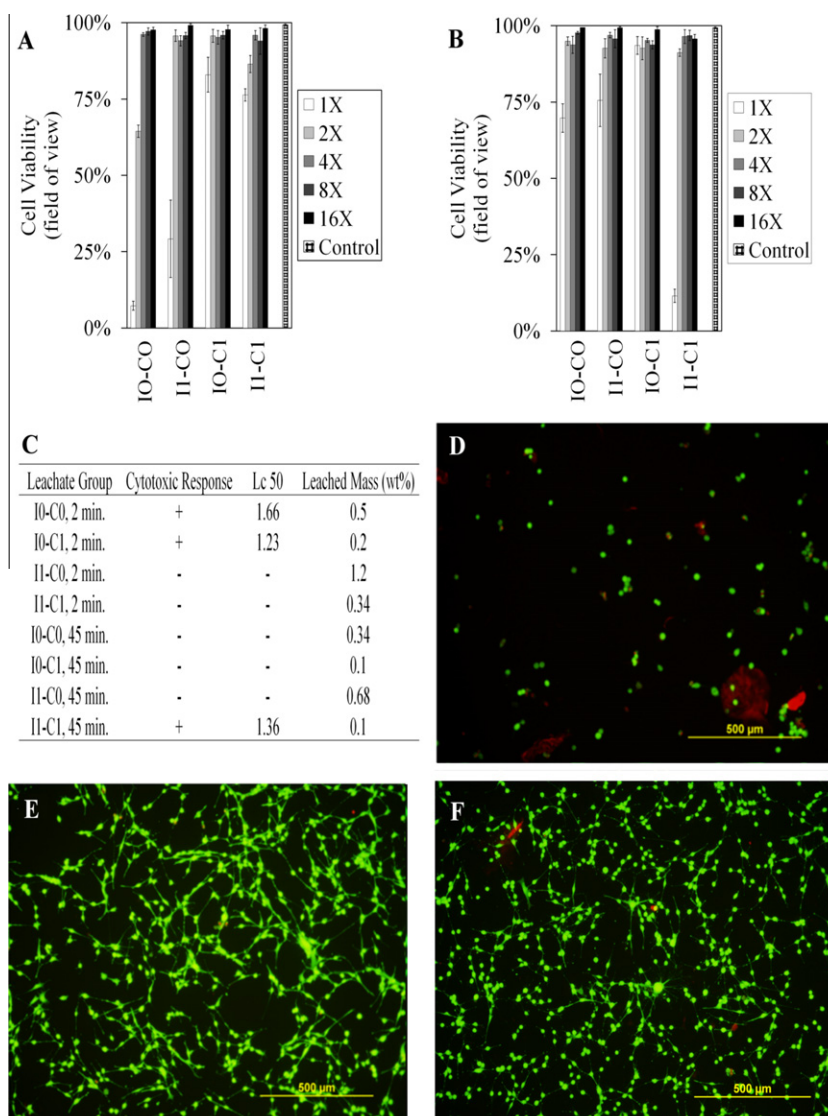 A
Cell Viability
(field of view)
100%
75%
50%
25%
0%
IO-CO
I1-CO
IO-C1
I1-C1
1X
2X
4X
8X
16X
Control
B
Cell Viability
(field of view)
100%
75%
50%
25%
0%
IO-CO
I1-CO
IO-C1
I1-C1
1X
2X
4X
8X
16X
Control
C
Leachate Group Cytotoxic Response Lc 50 Leached Mass (wt%)
I0-C0, 2 min. + 1.66 0.5
I0-C1, 2 min. + 1.23 0.2
I1-C0, 2 min. - - 1.2
I1-C1, 2 min. - - 0.34
I0-C0, 45 min. - - 0.34
I0-C1, 45 min. - - 0.1
I1-C0, 45 min. - - 0.68
I1-C1, 45 min. + 1.36 0.1
D
500 µm
E
500 µm
F
500 µm